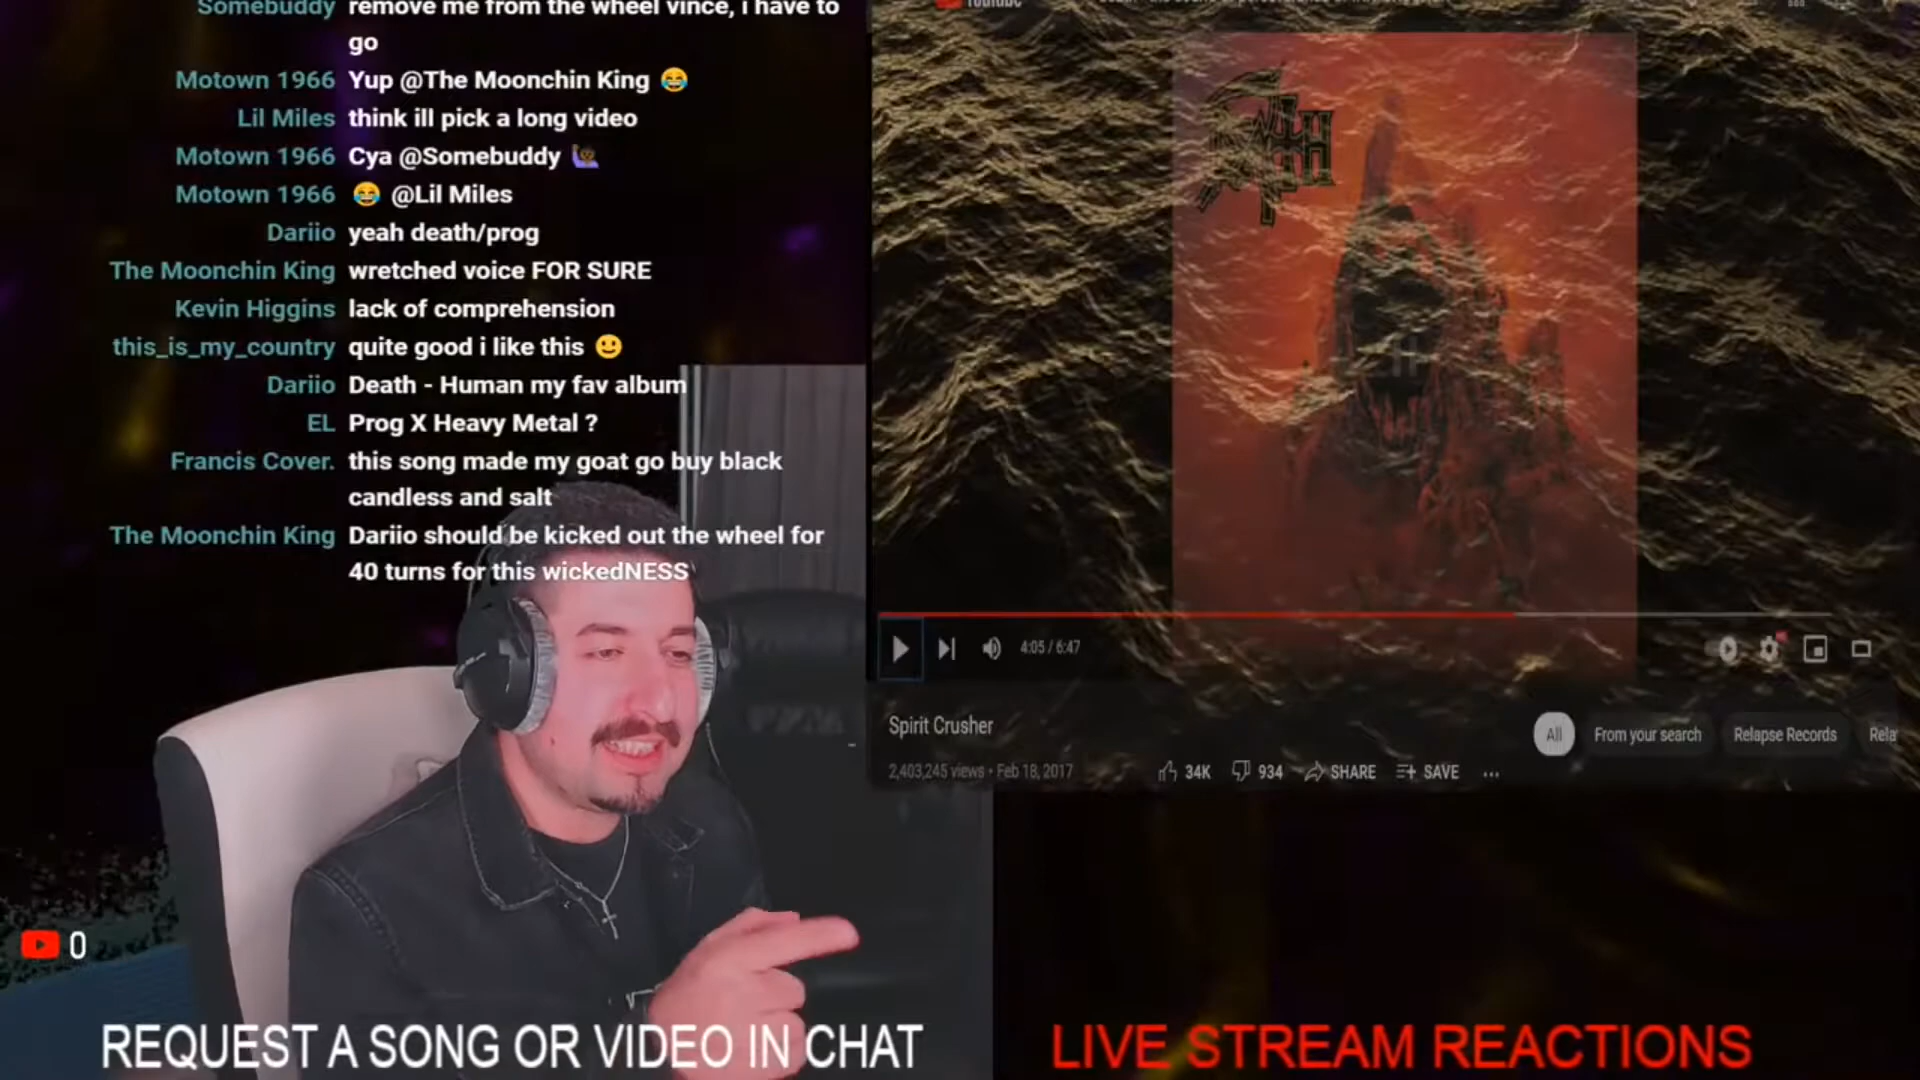 Somebuddy remove me from the wheel vince, i have to
go
Motown 1966 Yup @The Moonchin King 😂
Lil Miles think ill pick a long video
Motown 1966 Cya @Somebuddy 🙋🏿
Motown 1966 😂 @Lil Miles
Dariio yeah death/prog
The Moonchin King wretched voice FOR SURE
Kevin Higgins lack of comprehension
this_is_my_country quite good i like this 🙂
Dariio Death - Human my fav album
EL Prog X Heavy Metal ?
Francis Cover. this song made my goat go buy black
candless and salt
The Moonchin King Dariio should be kicked out the wheel for
40 turns for this wickedNESS
0
REQUEST A SONG OR VIDEO IN CHAT
YouTube
DEATH
4:05 / 6:47
Spirit Crusher
2,403,245 views • Feb 18, 2017
34K 934 SHARE SAVE
All From your search Relapse Records Rela
LIVE STREAM REACTIONS